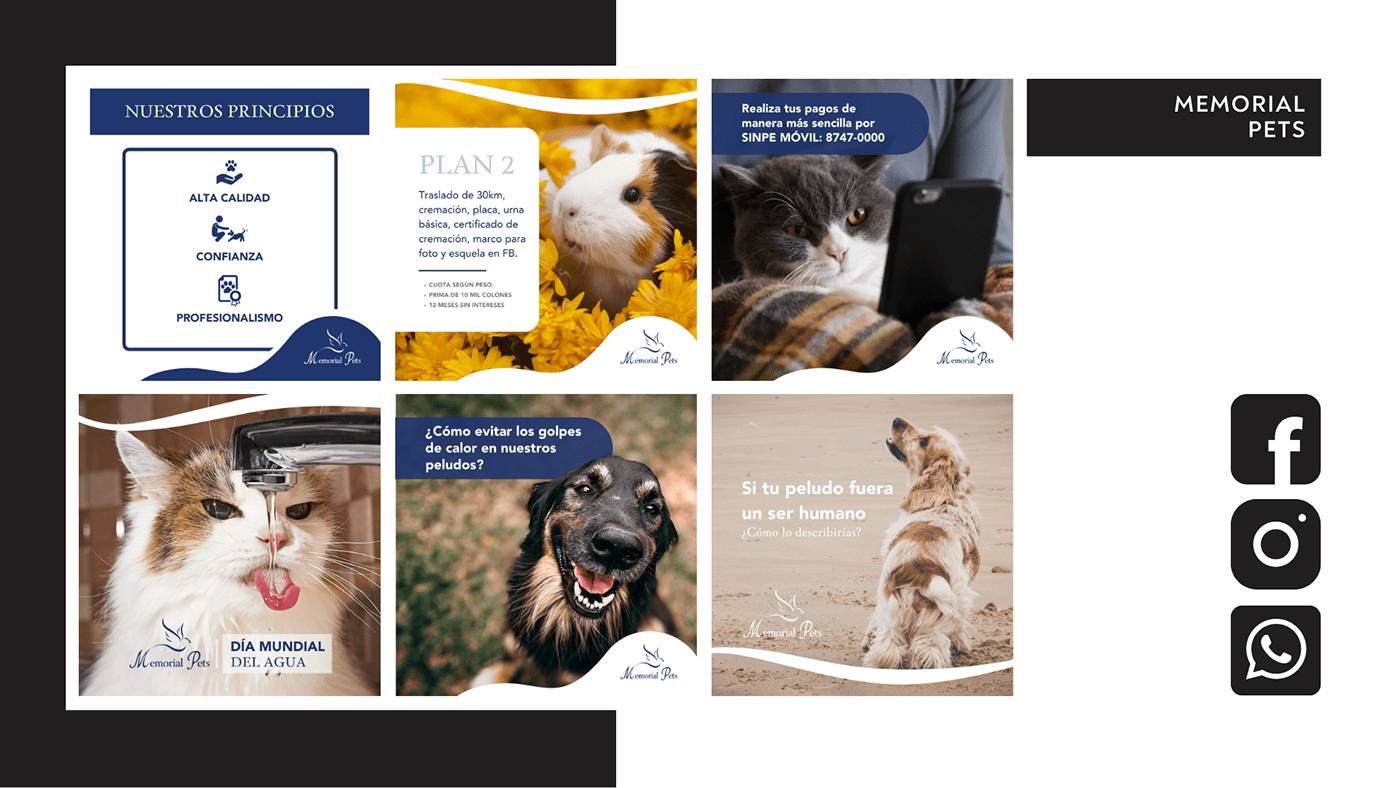 NUESTROS PRINCIPIOS
ALTA CALIDAD
CONFIANZA
PROFESIONALISMO
Memorial Pets
PLAN 2
Traslado de 30km,
cremación, placa, urna
básica, certificado de
cremación, marco para
foto y esquela en FB.
• CUOTA SEGÚN PESO.
• PRIMA DE 10 MIL COLONES
• 12 MESES SIN INTERESES
Memorial Pets
Realiza tus pagos de
manera más sencilla por
SINPE MÓVIL: 8747-0000
Memorial Pets
MEMORIAL
PETS
Memorial Pets
DÍA MUNDIAL
DEL AGUA
¿Cómo evitar los golpes
de calor en nuestros
peludos?
Memorial Pets
Si tu peludo fuera
un ser humano
¿Cómo lo describirías?
Memorial Pets